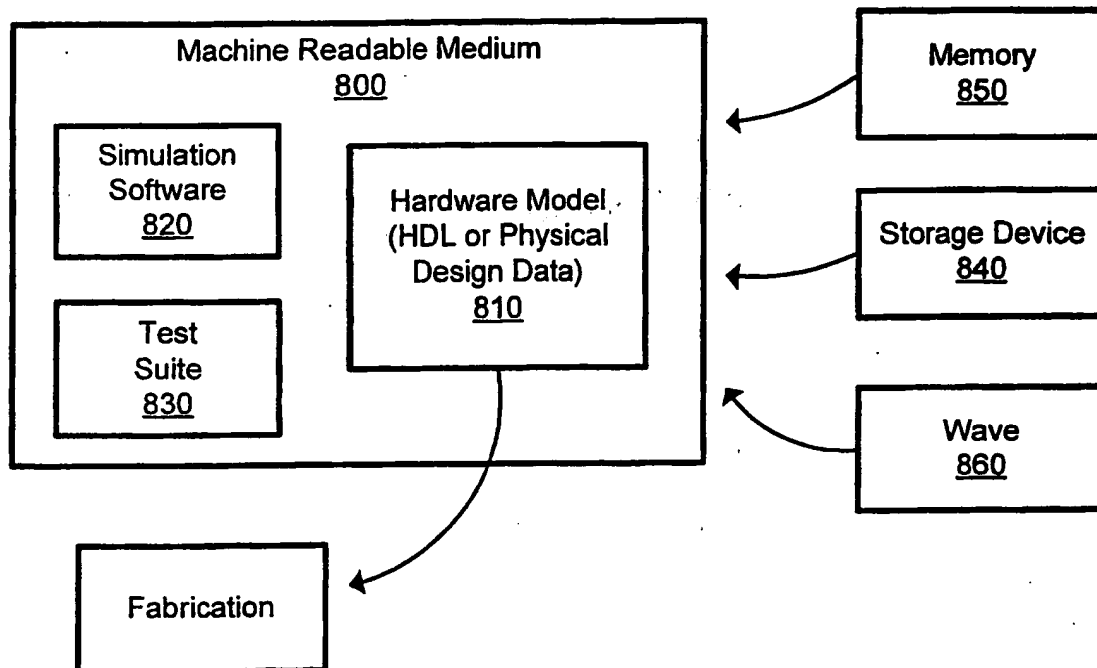 Machine Readable Medium
800
Simulation
Software
820
Test
Suite
830
Hardware Model
(HDL or Physical
Design Data)
810
Memory
850
Storage Device
840
Wave
860
Fabrication